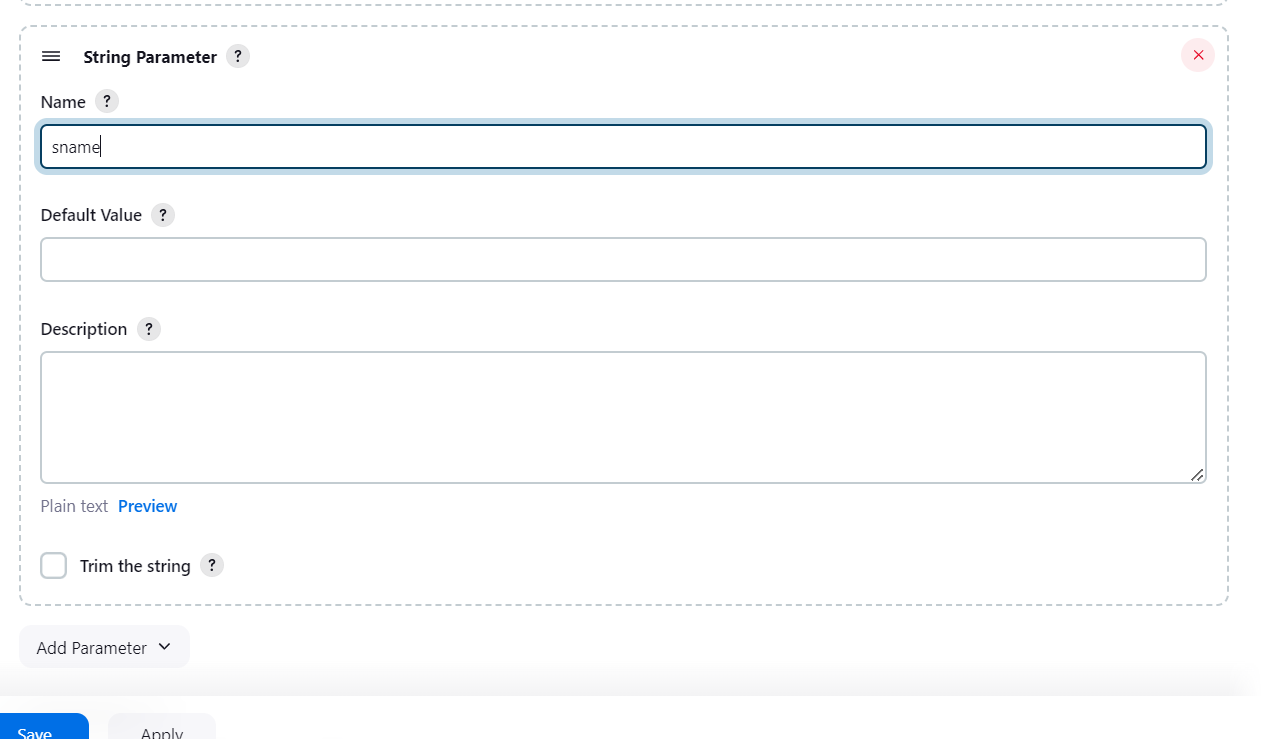 String Parameter ?
Name ?
sname
Default Value ?
Description ?
Plain text Preview
Trim the string ?
Add Parameter
Save Apply